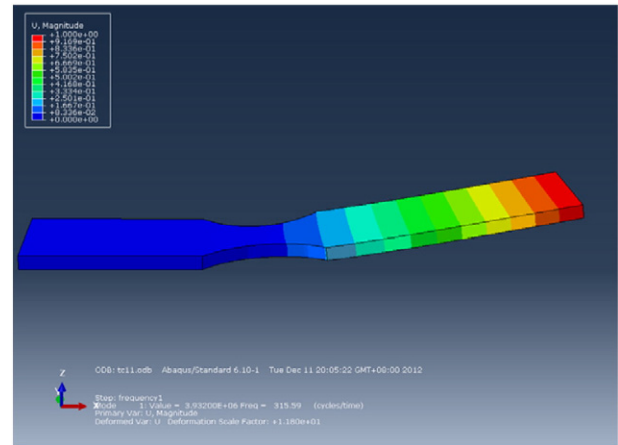 U, Magnitude
+1.000e+00
+9.169e-01
+8.336e-01
+7.502e-01
+6.669e-01
+5.835e-01
+5.002e-01
+4.168e-01
+3.334e-01
+2.501e-01
+1.667e-01
+8.336e-02
+0.000e+00
ODB: tc11.odb Abaqus/Standard 6.10-1 Tue Dec 11 20:05:22 GMT+00:00 2012
Z
X
Step: frequency1
Mode 1: Value = 3.93200E+06 Freq = 315.59 (cycles/time)
Primary Var: U, Magnitude
Deformed Var: U Deformation Scale Factor: +1.180e+01